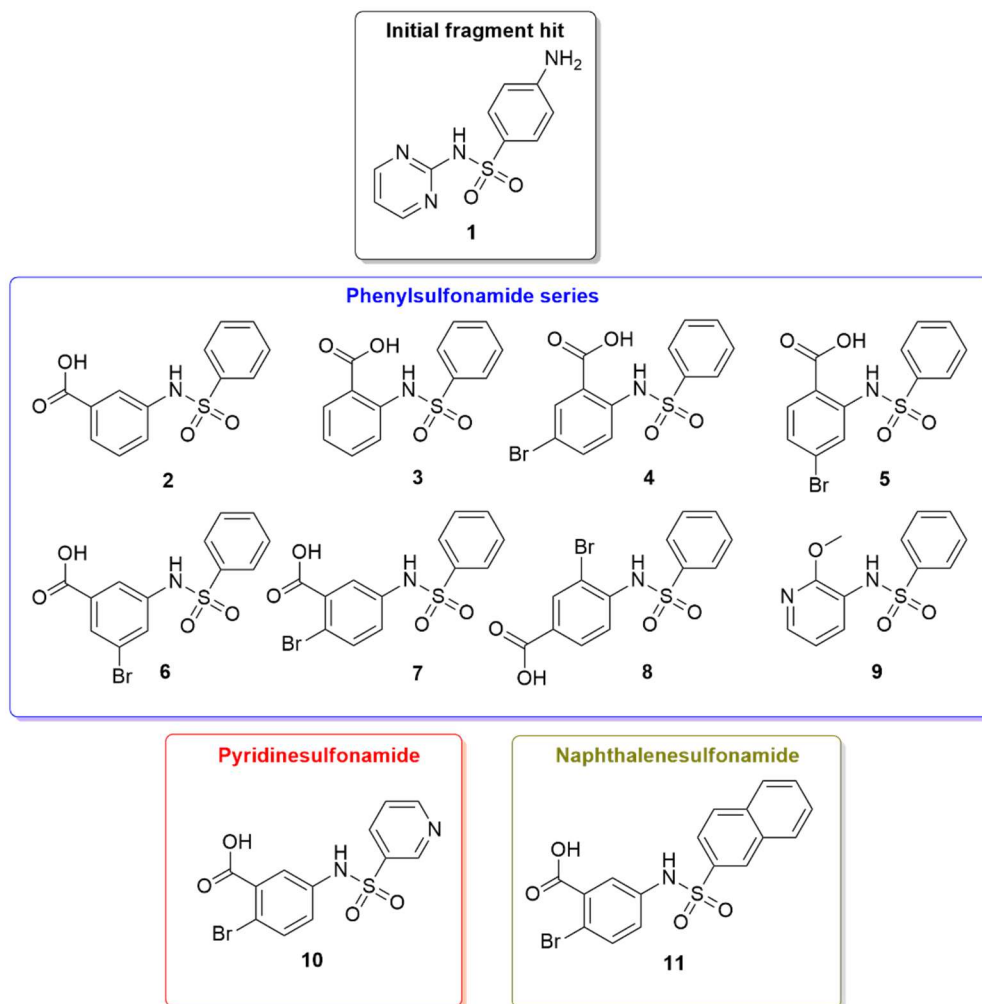 Initial fragment hit
NH₂
H
N N
S
O
N
O
1
Phenylsulfonamide series
OH
H
O
N
S
O O
2
O OH
H
N
S
O O
3
O OH
H
N
S
Br
O O
4
O OH
H
N
S
O O
Br
5
OH
H
O
N
S
O O
Br
6
OH
H
O
N
S
Br
O O
7
Br
H
N
S
O
O O
OH
8
O
H
N
N
S
O O
9
Pyridinesulfonamide
OH
H
N
O
N
S
Br
O O
10
Naphthalenesulfonamide
OH
H
O
N
S
Br
O O
11